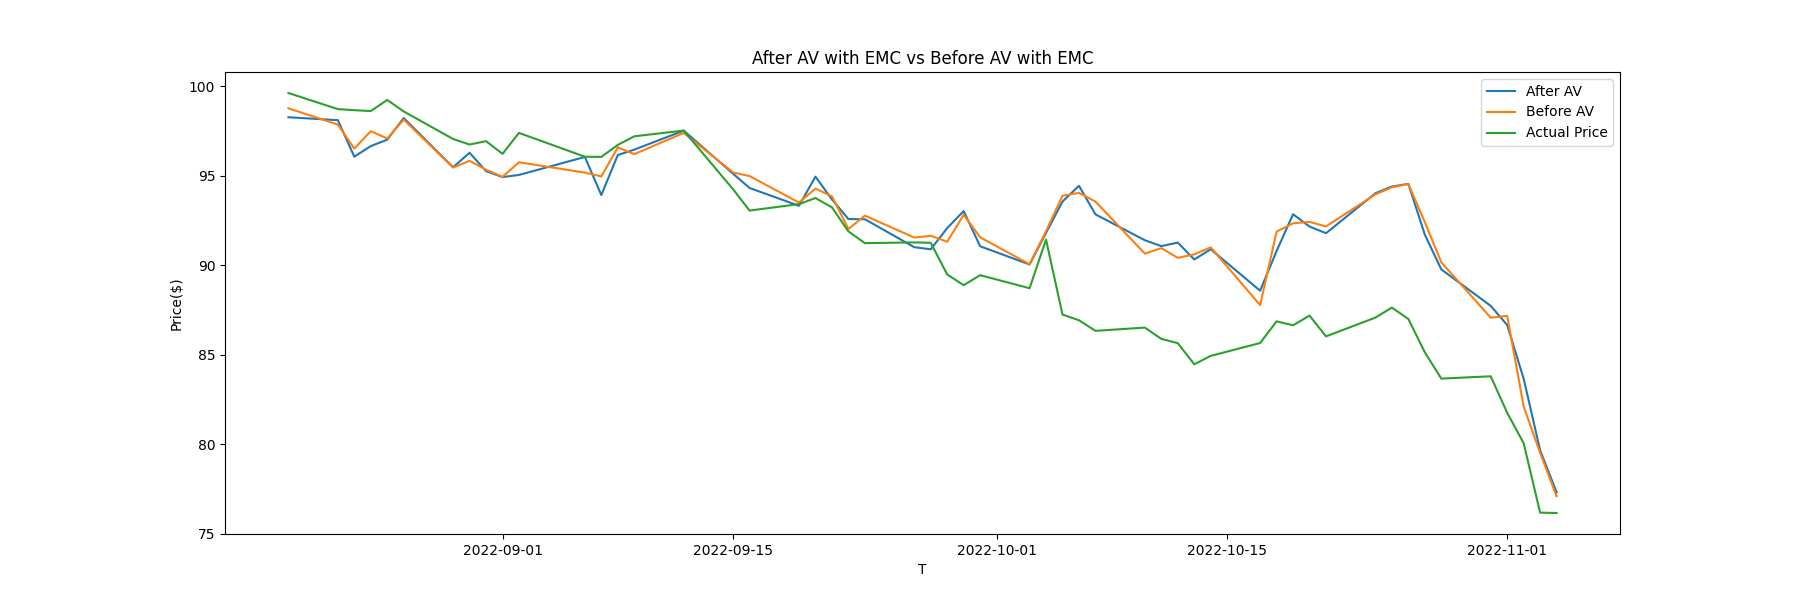 After AV with EMC vs Before AV with EMC
After AV
Before AV
Actual Price
Price($)
100
95
90
85
80
75
2022-09-01
2022-09-15
2022-10-01
2022-10-15
2022-11-01
T